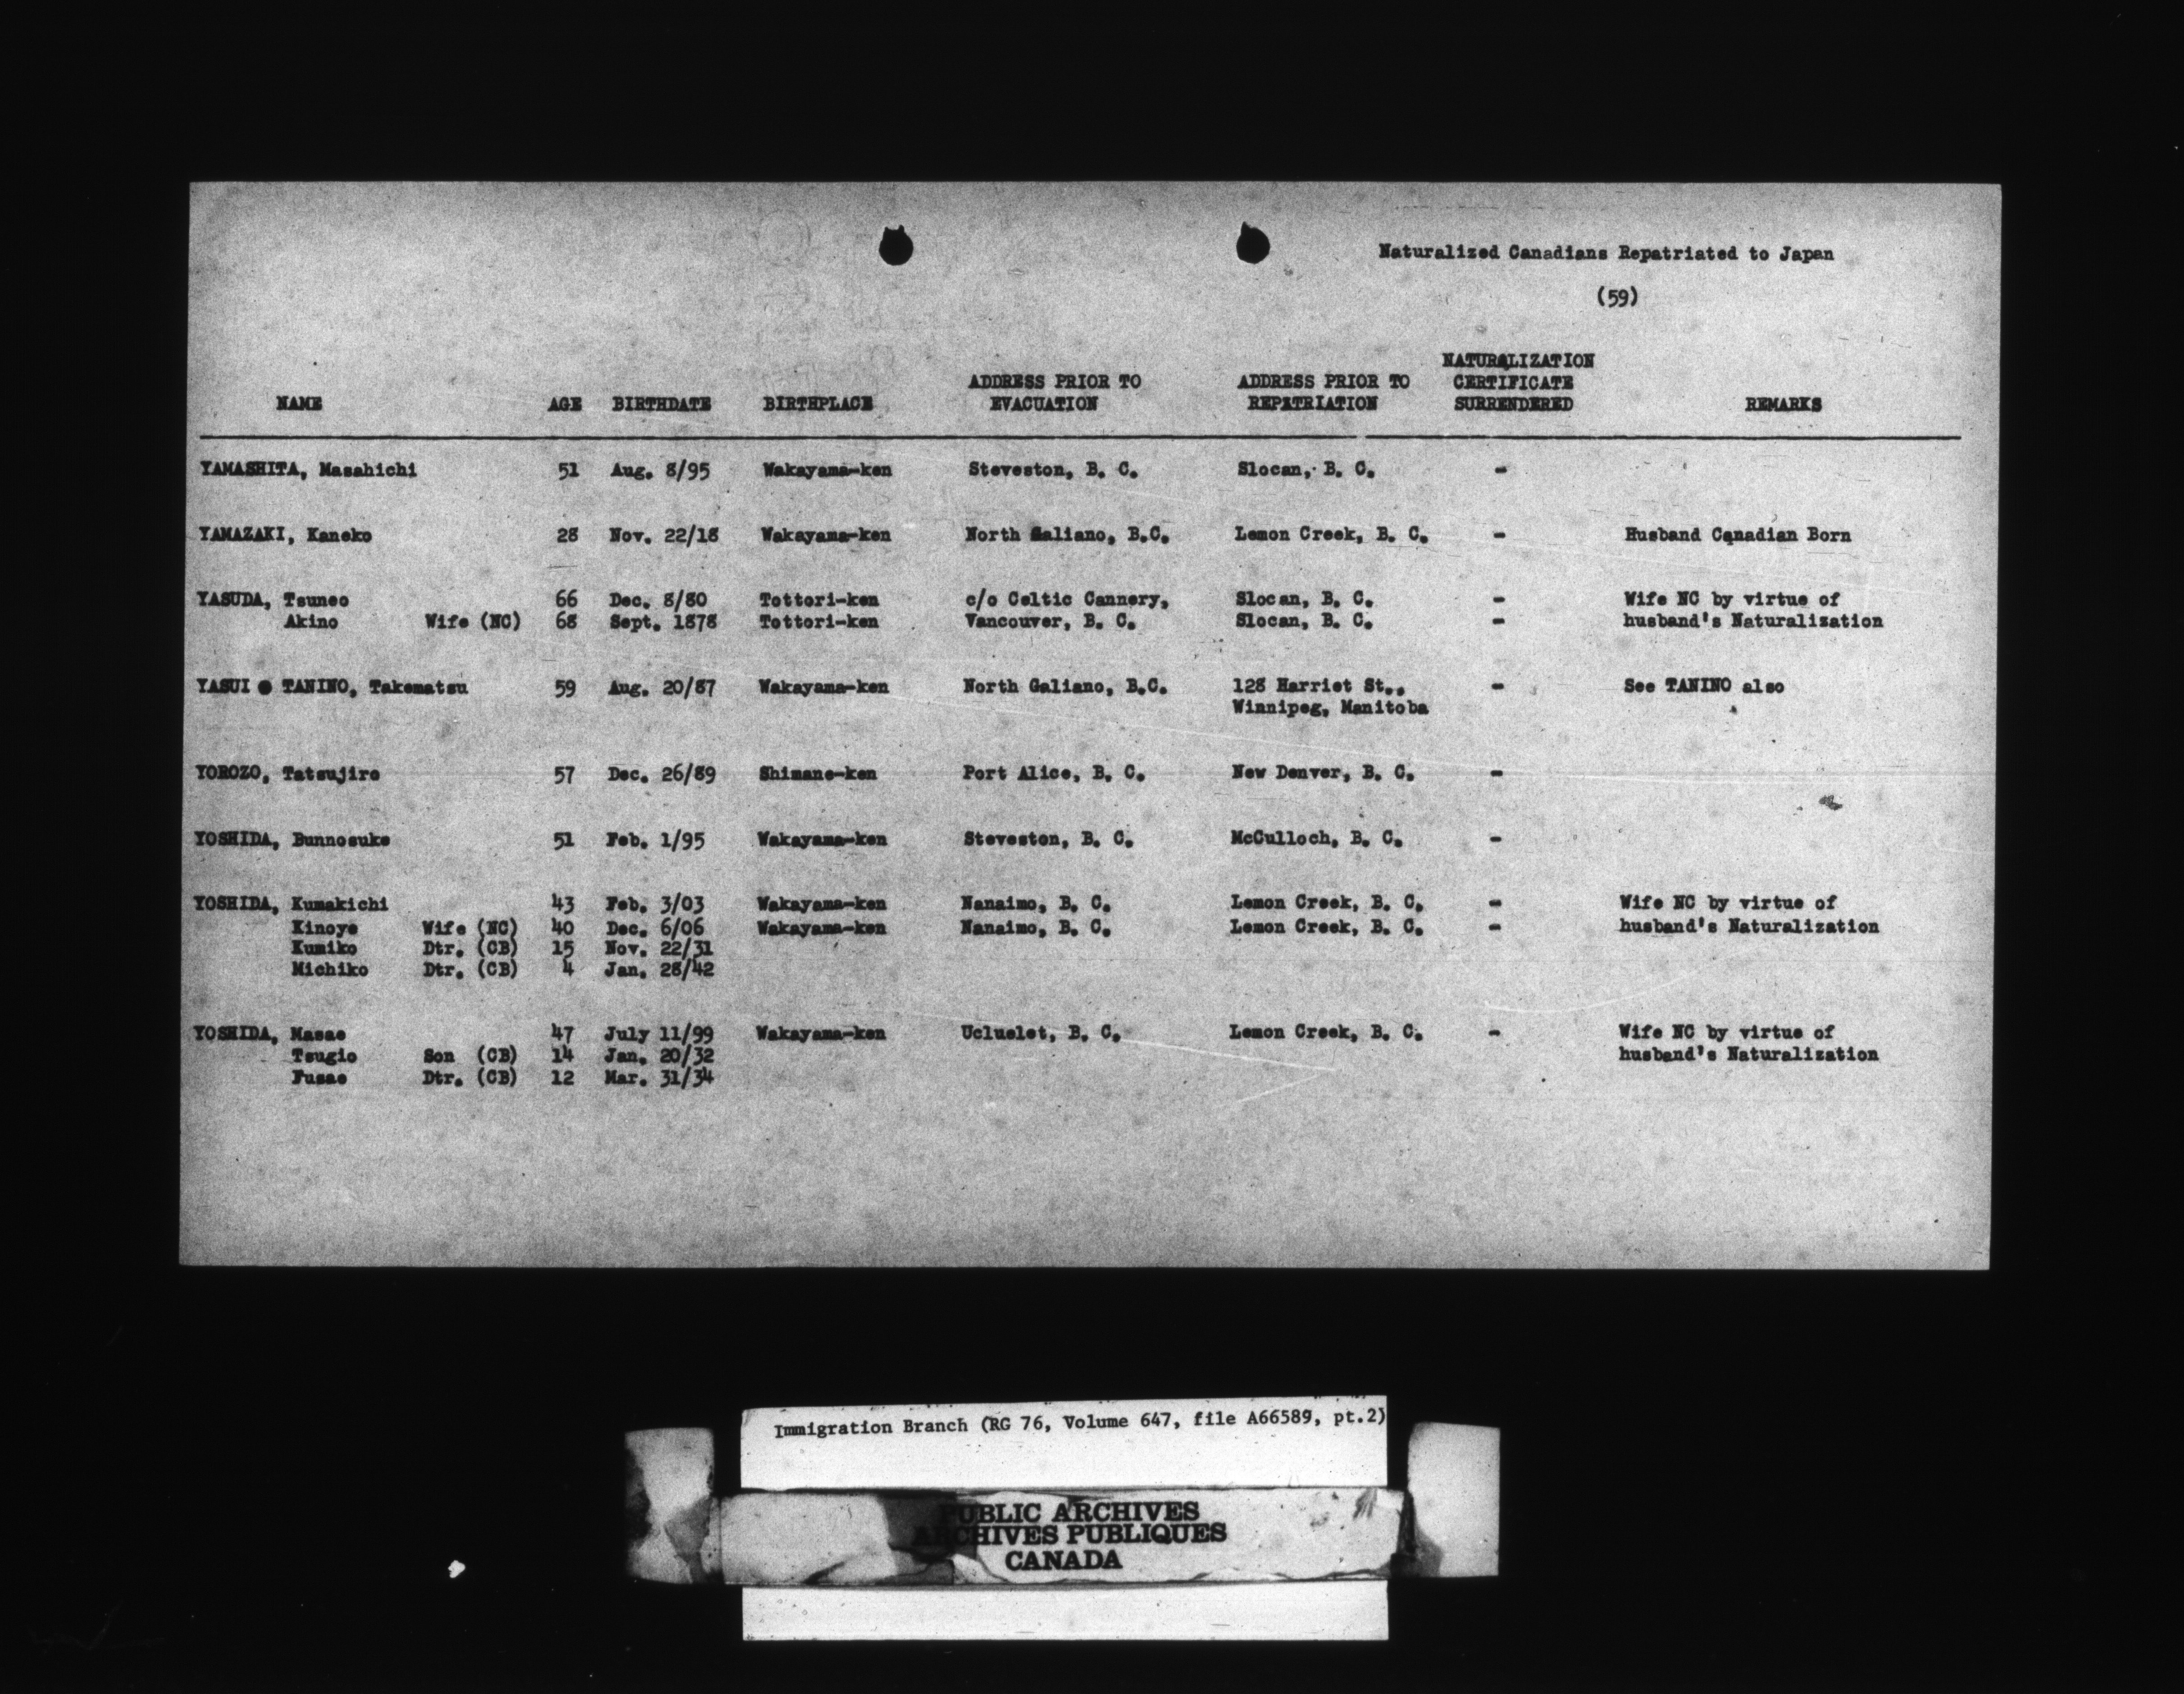 Naturalized Canadians Repatriated to Japan
(59)
NAME AGE BIRTHDATE BIRTHPLACE ADDRESS PRIOR TO EVACUATION ADDRESS PRIOR TO REPATRIATION NATURALIZATION CERTIFICATE SURRENDERED REMARKS
YAMASHITA, Masahichi 51 Aug. 8/95 Wakayama-ken Steveston, B. C. Slocan, B. C. -
YAMAZAKI, Kaneko 28 Nov. 22/18 Wakayama-ken North Galiano, B.C. Lemon Creek, B. C. - Husband Canadian Born
YASUDA, Tsuneo 66 Dec. 8/80 Tottori-ken c/o Celtic Cannery, Slocan, B. C. - Wife NC by virtue of
Akino Wife (NC) 68 Sept. 1878 Tottori-ken Vancouver, B. C. Slocan, B. C. - husband's Naturalization
YASUI TANINO, Takematsu 59 Aug. 20/87 Wakayama-ken North Galiano, B.C. 128 Harriet St., - See TANINO also
Winnipeg, Manitoba
YOROZO, Tatsujiro 57 Dec. 26/89 Shimane-ken Port Alice, B. C. New Denver, B. C. -
YOSHIDA, Bunnosuke 51 Feb. 1/95 Wakayama-ken Steveston, B. C. McCulloch, B. C. -
YOSHIDA, Kumakichi 43 Feb. 3/03 Wakayama-ken Nanaimo, B. C. Lemon Creek, B. C. - Wife NC by virtue of
Kinoye Wife (NC) 40 Dec. 6/06 Wakayama-ken Nanaimo, B. C. Lemon Creek, B. C. - husband's Naturalization
Kumiko Dtr. (CB) 15 Nov. 22/31
Michiko Dtr. (CB) 4 Jan. 28/42
YOSHIDA, Masae 47 July 11/99 Wakayama-ken Ucluelet, B. C. Lemon Creek, B. C. - Wife NC by virtue of
Tsugio Son (CB) 14 Jan. 20/32 husband's Naturalization
Fusae Dtr. (CB) 12 Mar. 31/34
Immigration Branch (RG 76, Volume 647, file A66589, pt.2)
PUBLIC ARCHIVES
ARCHIVES PUBLIQUES
CANADA